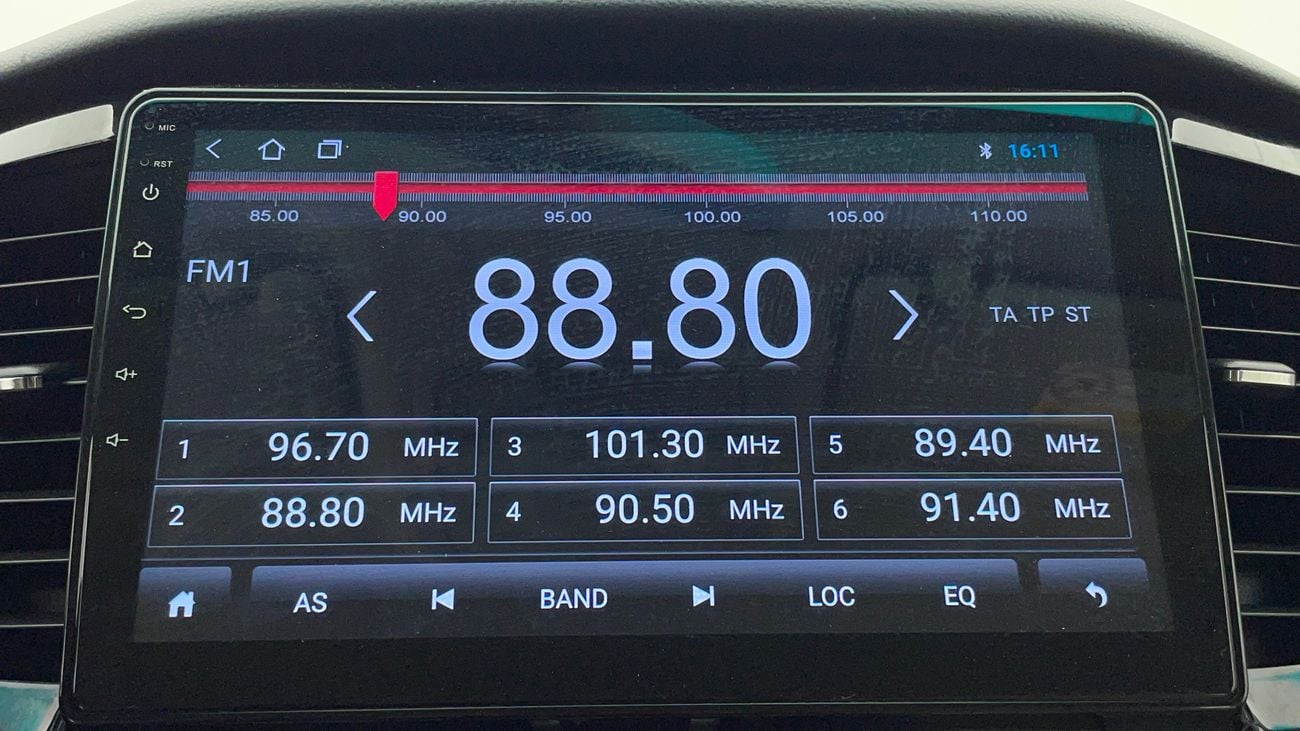 MIC
RST
16:11
85.00 90.00 95.00 100.00 105.00 110.00
FM1
88.80
TA TP ST
1 96.70 MHz
3 101.30 MHz
5 89.40 MHz
2 88.80 MHz
4 90.50 MHz
6 91.40 MHz
AS BAND LOC EQ